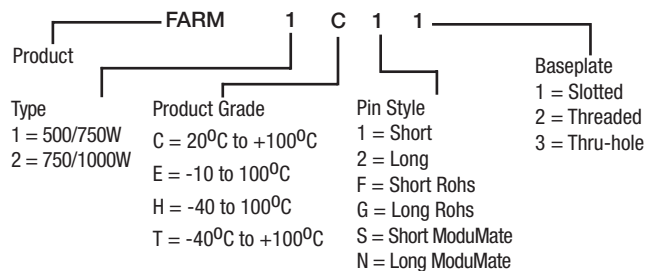 FARM 1 C 1 1
Product
Type
1 = 500/750W
2 = 750/1000W
Product Grade
C = 20⁰C to +100⁰C
E = -10 to 100⁰C
H = -40 to 100⁰C
T = -40⁰C to +100⁰C
Pin Style
1 = Short
2 = Long
F = Short Rohs
G = Long Rohs
S = Short ModuMate
N = Long ModuMate
Baseplate
1 = Slotted
2 = Threaded
3 = Thru-hole